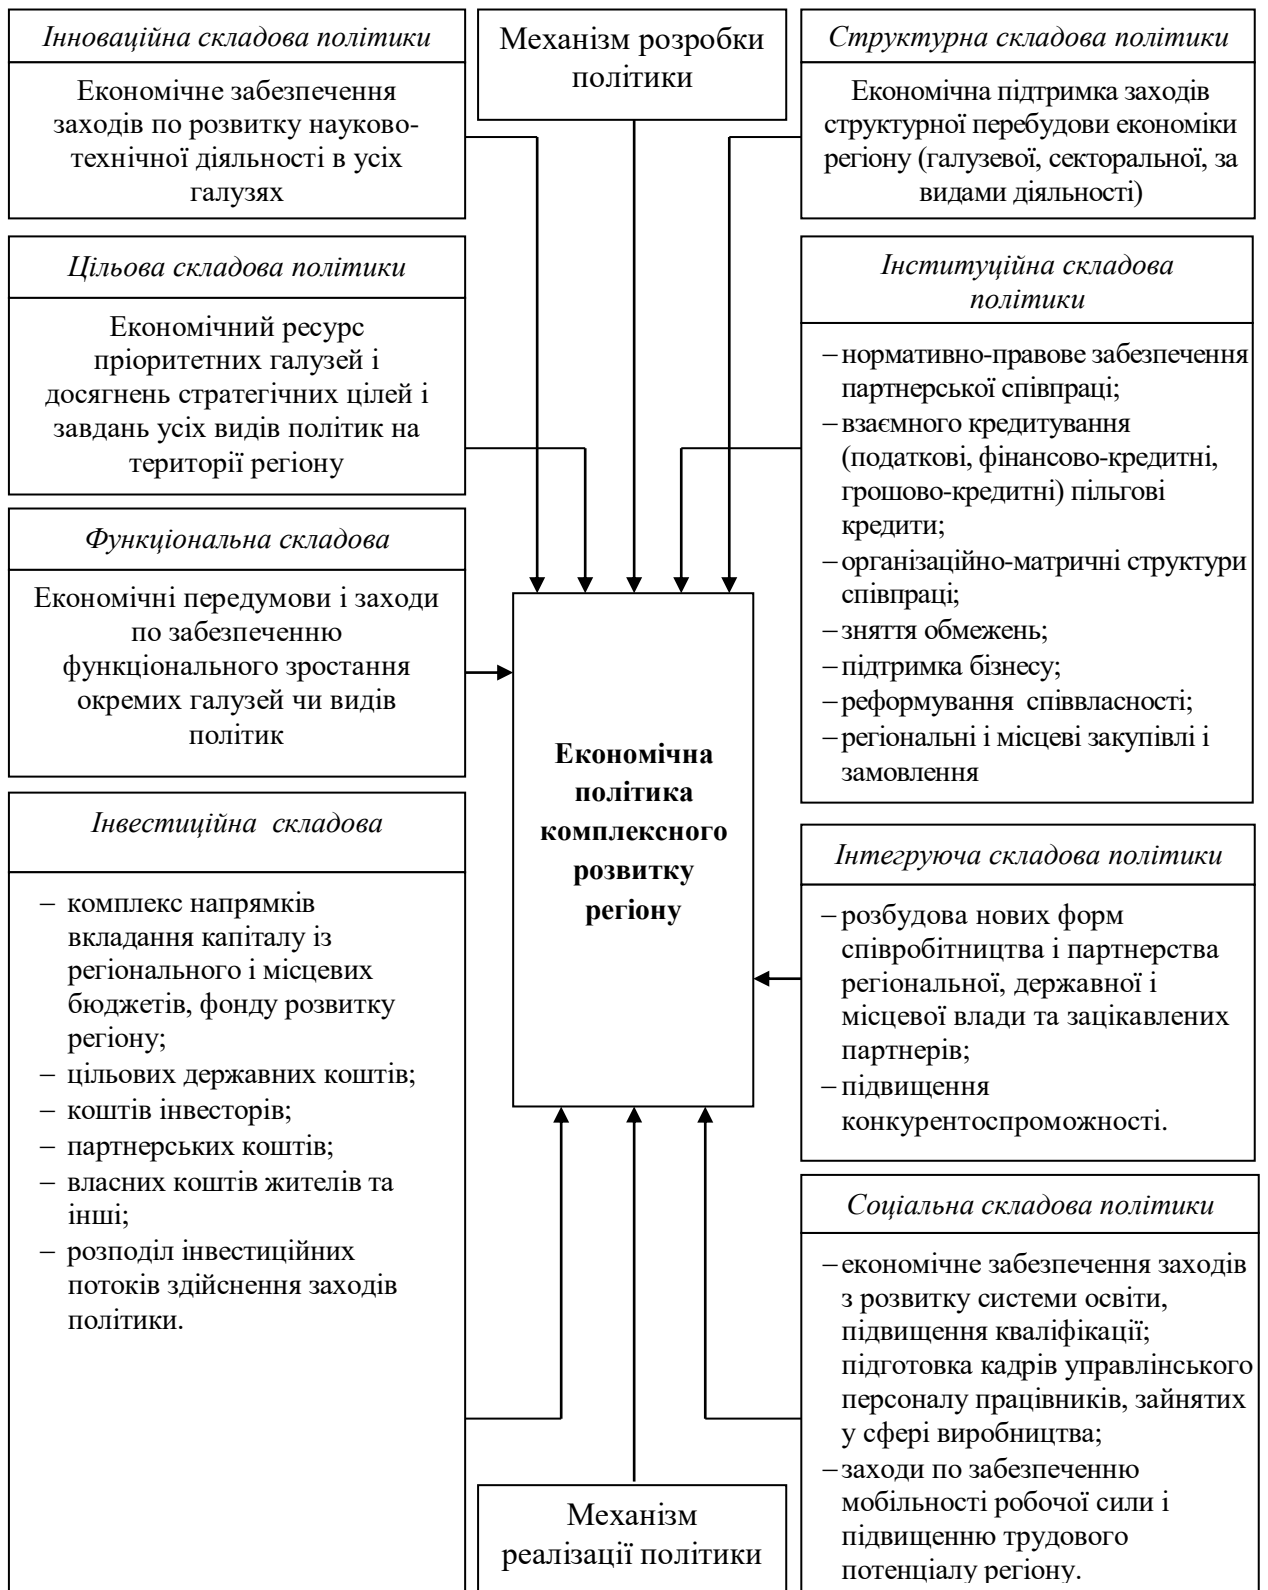 Інноваційна складова політики
Економічне забезпечення
заходів по розвитку науково-
технічної діяльності в усіх
галузях
Механізм розробки
політики
Структурна складова політики
Економічна підтримка заходів
структурної перебудови економіки
регіону (галузевої, секторальної, за
видами діяльності)
Цільова складова політики
Економічний ресурс
пріоритетних галузей і
досягнень стратегічних цілей і
завдань усіх видів політик на
території регіону
Інституційна складова
політики
– нормативно-правове забезпечення
партнерської співпраці;
– взаємного кредитування
(податкові, фінансово-кредитні,
грошово-кредитні) пільгові
кредити;
– організаційно-матричні структури
співпраці;
– зняття обмежень;
– підтримка бізнесу;
– реформування співвласності;
– регіональні і місцеві закупівлі і
замовлення
Функціональна складова
Економічні передумови і заходи
по забезпеченню
функціонального зростання
окремих галузей чи видів
політик
Економічна
політика
комплексного
розвитку
регіону
Інвестиційна складова
– комплекс напрямків
вкладання капіталу із
регіонального і місцевих
бюджетів, фонду розвитку
регіону;
– цільових державних коштів;
– коштів інвесторів;
– партнерських коштів;
– власних коштів жителів та
інші;
– розподіл інвестиційних
потоків здійснення заходів
політики.
Інтегруюча складова політики
– розбудова нових форм
співробітництва і партнерства
регіональної, державної і
місцевої влади та зацікавлених
партнерів;
– підвищення
конкурентоспроможності.
Соціальна складова політики
– економічне забезпечення заходів
з розвитку системи освіти,
підвищення кваліфікації;
підготовка кадрів управлінського
персоналу працівників, зайнятих
у сфері виробництва;
– заходи по забезпеченню
мобільності робочої сили і
підвищенню трудового
потенціалу регіону.
Механізм
реалізації політики